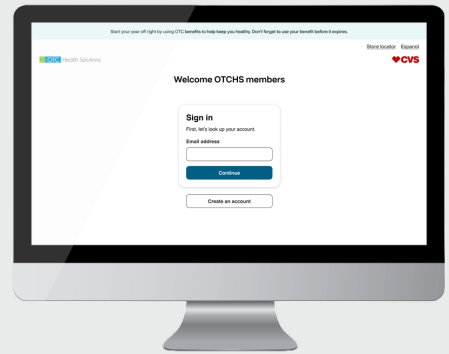 Start your year off right by using OTC benefits to help keep you healthy. Don't forget to use your benefit before it expires.
Store locator Espanol
OTC Health Solutions
CVS
Welcome OTCHS members
Sign in
First, let's look up your account.
Email address
Continue
Create an account